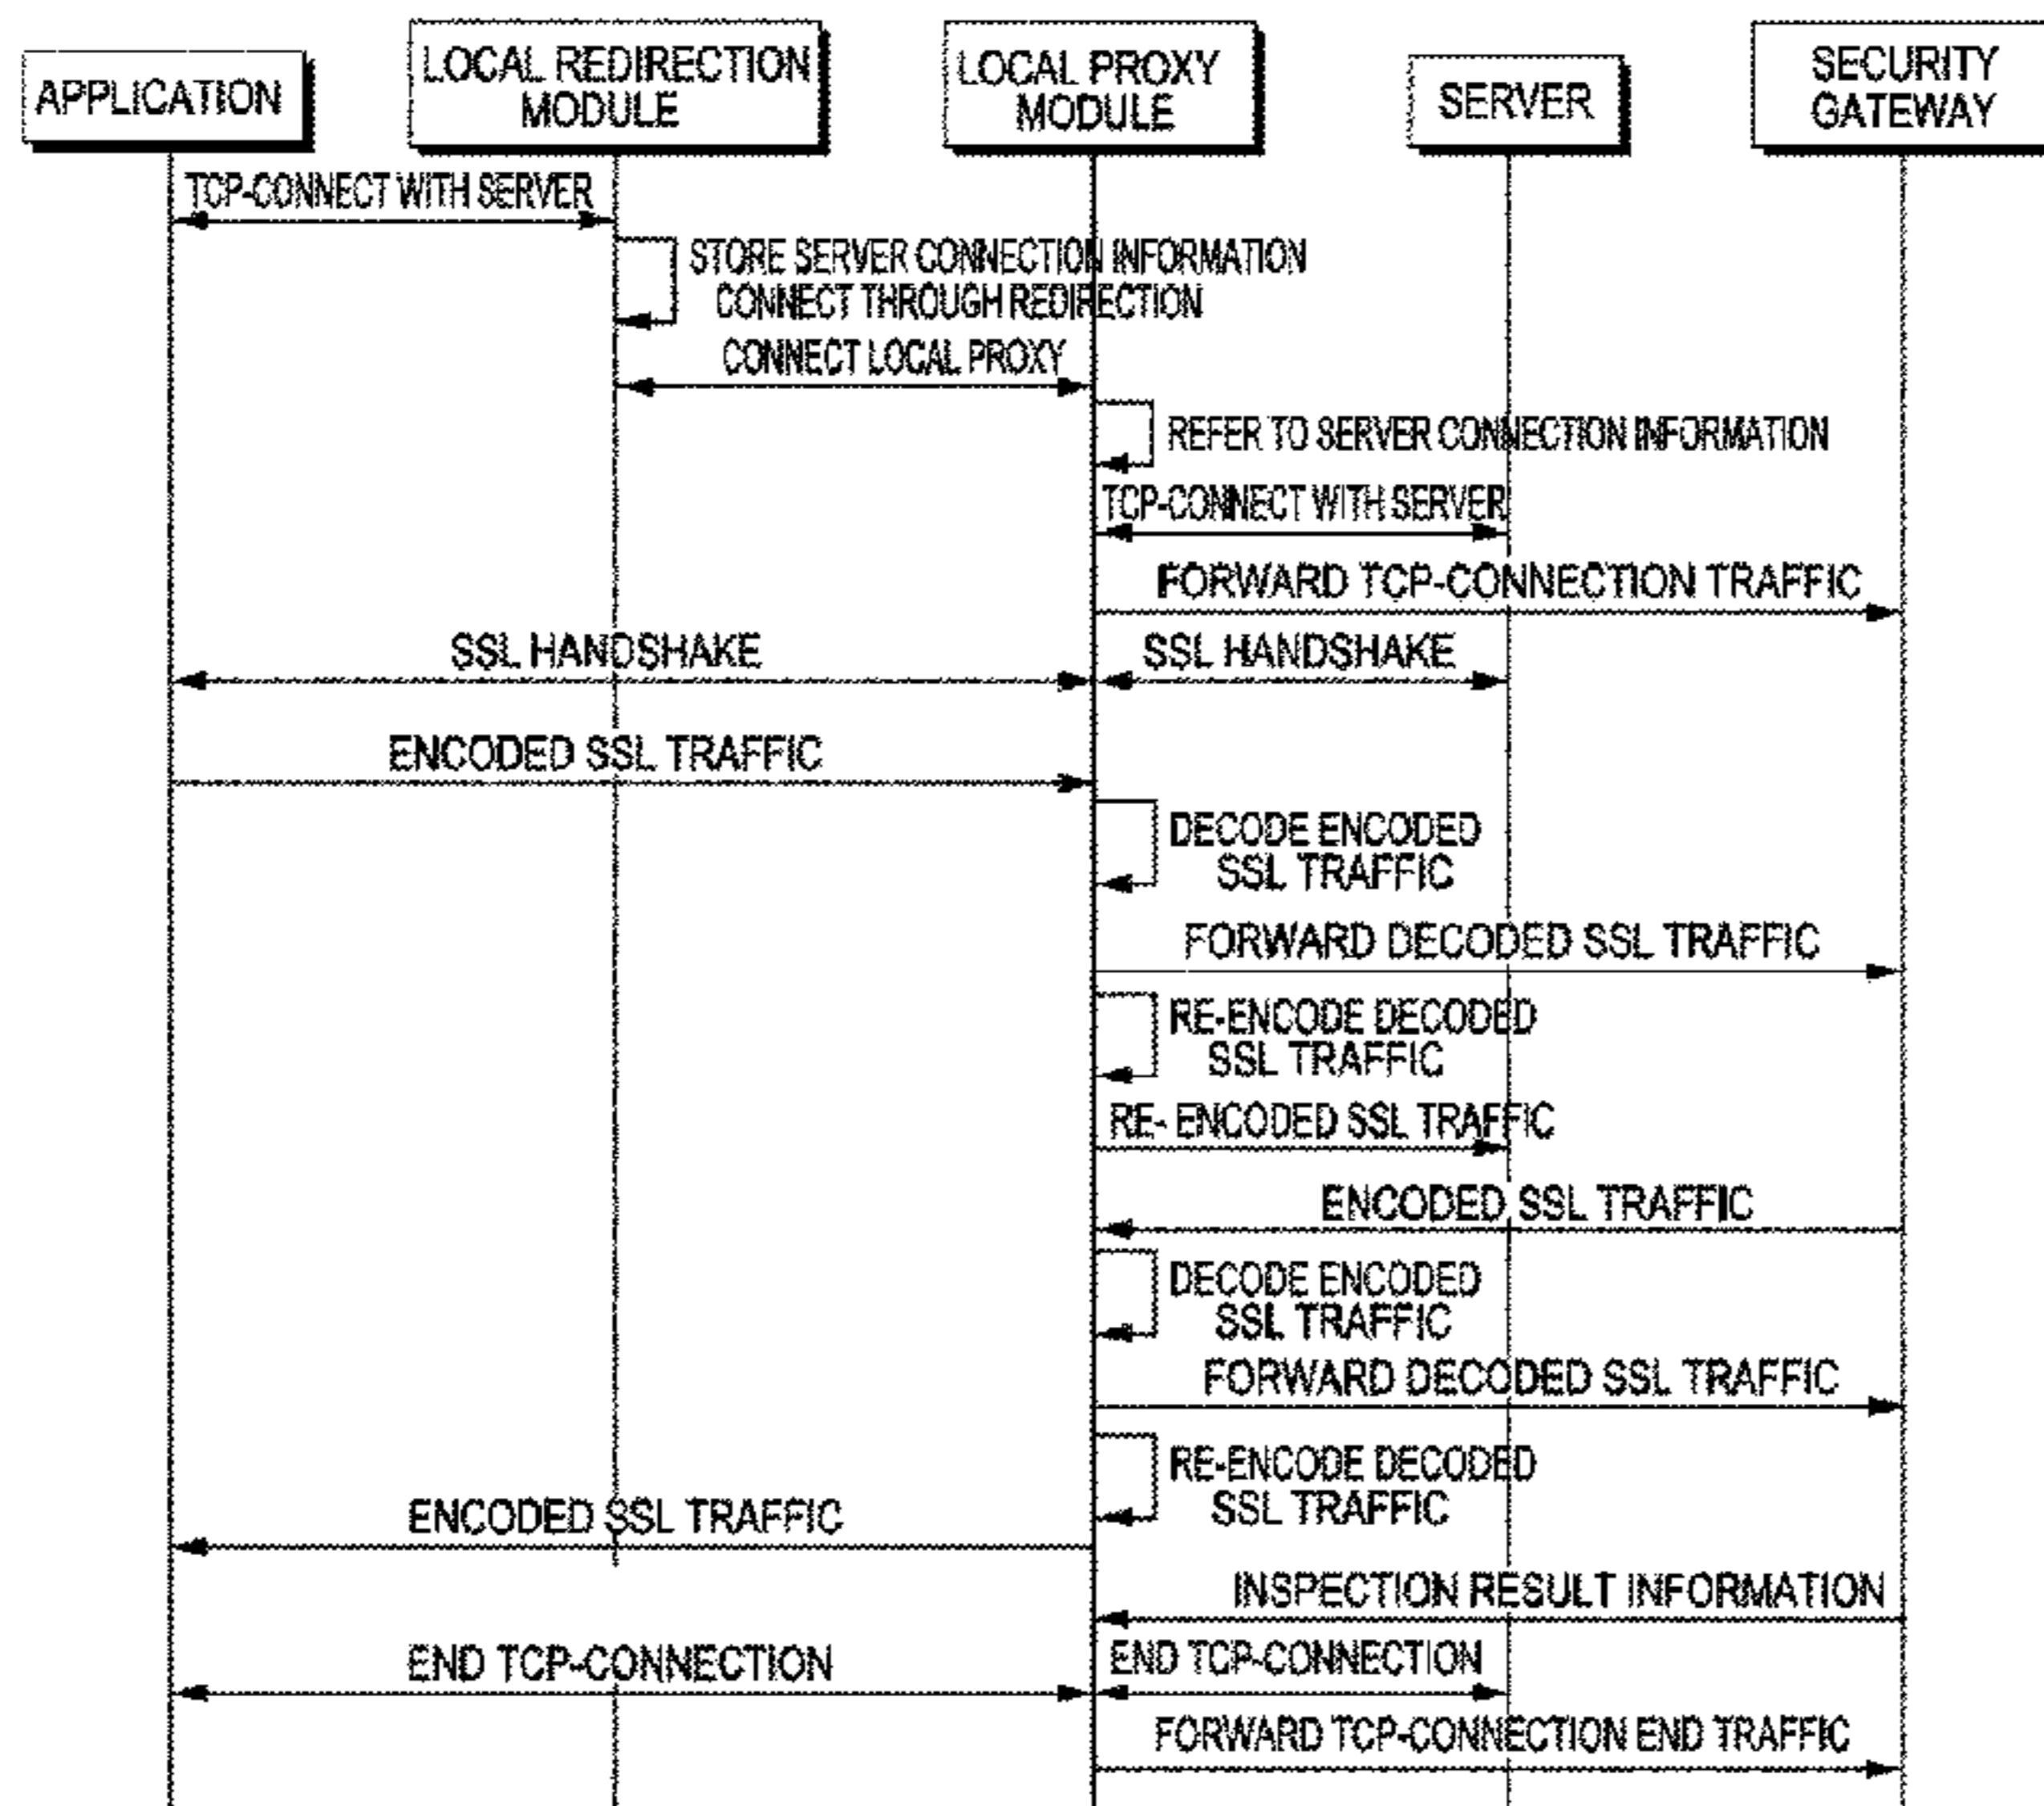 APPLICATION
LOCAL REDIRECTION
MODULE
LOCAL PROXY
MODULE
SERVER
SECURITY
GATEWAY
TCP-CONNECT WITH SERVER
STORE SERVER CONNECTION INFORMATION
CONNECT THROUGH REDIRECTION
CONNECT LOCAL PROXY
REFER TO SERVER CONNECTION INFORMATION
TCP-CONNECT WITH SERVER
FORWARD TCP-CONNECTION TRAFFIC
SSL HANDSHAKE
SSL HANDSHAKE
ENCODED SSL TRAFFIC
DECODE ENCODED
SSL TRAFFIC
FORWARD DECODED SSL TRAFFIC
RE-ENCODE DECODED
SSL TRAFFIC
RE- ENCODED SSL TRAFFIC
ENCODED SSL TRAFFIC
DECODE ENCODED
SSL TRAFFIC
FORWARD DECODED SSL TRAFFIC
RE-ENCODE DECODED
SSL TRAFFIC
ENCODED SSL TRAFFIC
INSPECTION RESULT INFORMATION
END TCP-CONNECTION
END TCP-CONNECTION
FORWARD TCP-CONNECTION END TRAFFIC